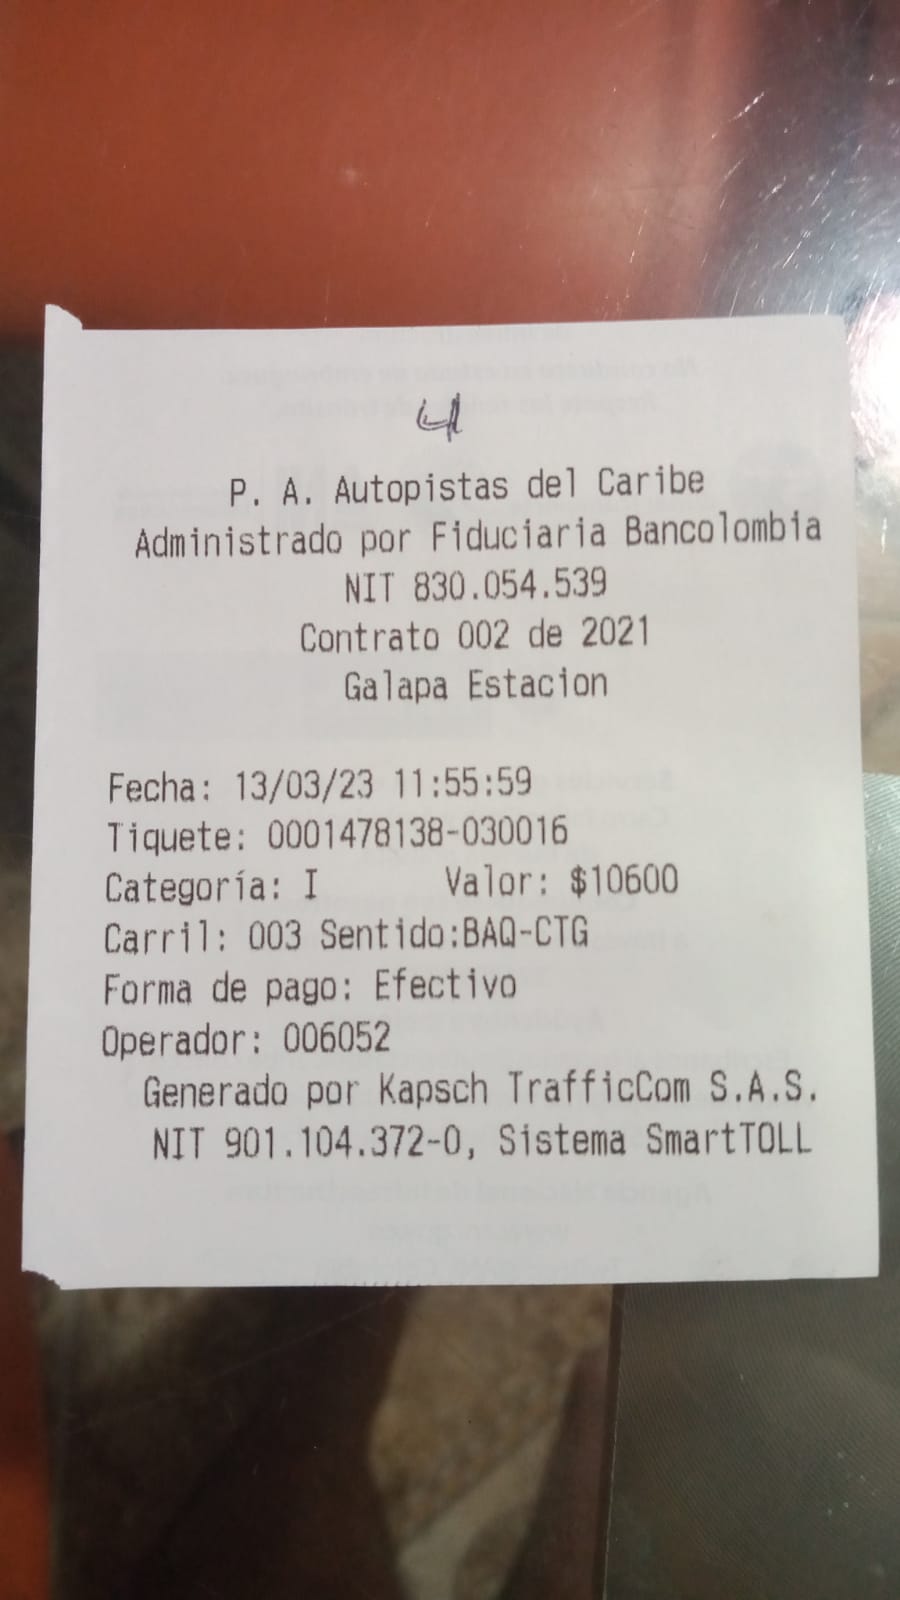 4
P. A. Autopistas del Caribe
Administrado por Fiduciaria Bancolombia
NIT 830.054.539
Contrato 002 de 2021
Galapa Estacion
Fecha: 13/03/23 11:55:59
Tiquete: 0001478138-030016
Categoría: I Valor: $10600
Carril: 003 Sentido:BAQ-CTG
Forma de pago: Efectivo
Operador: 006052
Generado por Kapsch TrafficCom S.A.S.
NIT 901.104.372-0, Sistema SmartTOLL